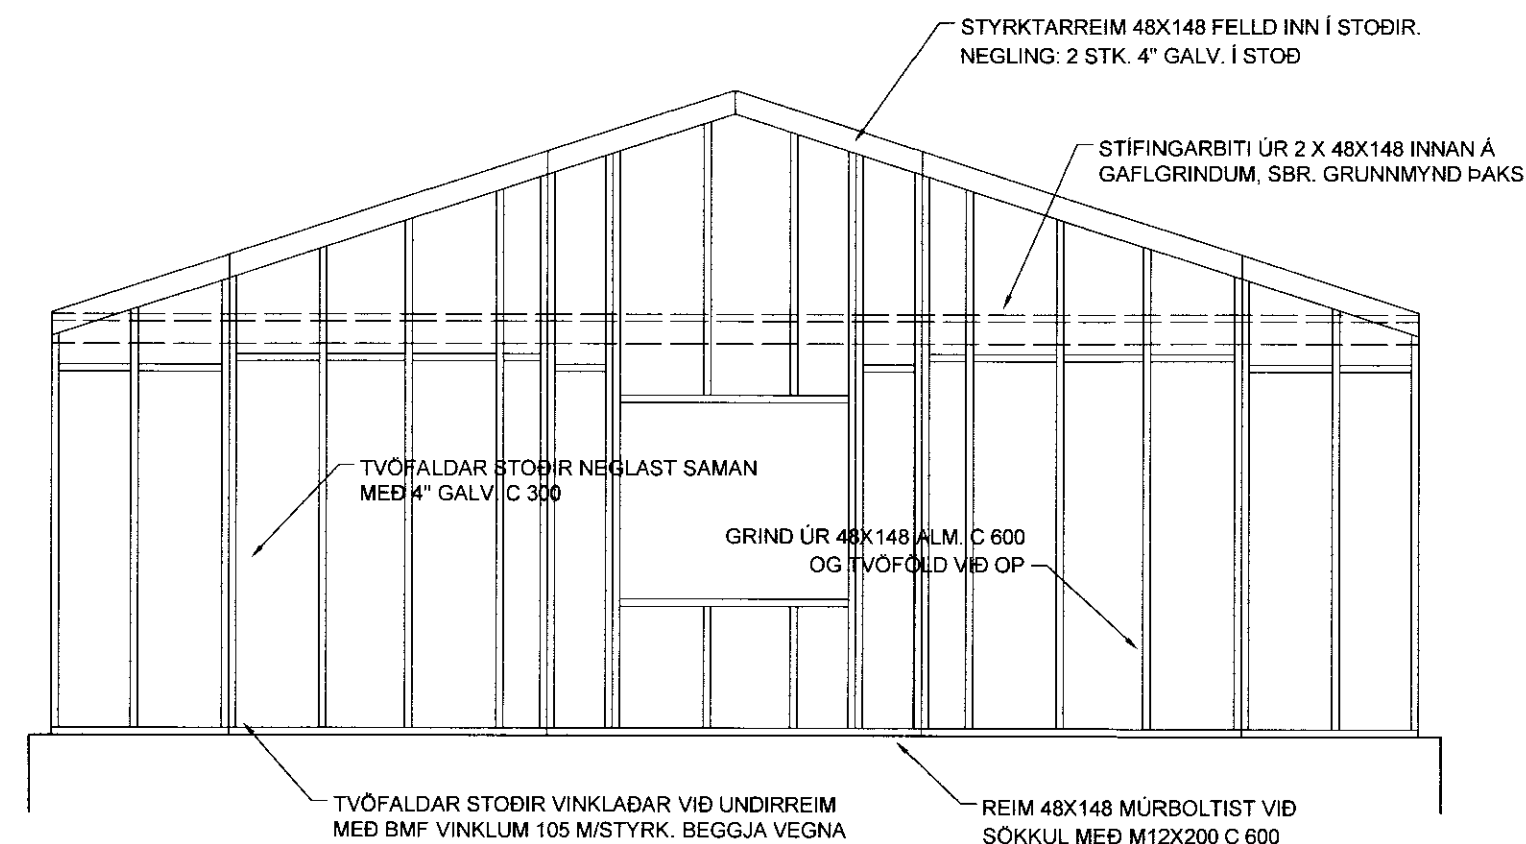 STYRKTARREIM 48X148 FELLD INN Í STOÐIR.
NEGLING: 2 STK. 4" GALV. Í STOÐ
STÍFINGARBITI ÚR 2 X 48X148 INNAN Á
GAFLGRINDUM, SBR. GRUNNMYND ÞAKS
TVÖFALDAR STOÐIR NEGLAST SAMAN
MEÐ 4" GALV. C 300
GRIND ÚR 48X148 ALM. C 600
OG TVÖFÖLD VIÐ OP
TVÖFALDAR STOÐIR VINKLAÐAR VIÐ UNDIRREIM
MEÐ BMF VINKLUM 105 M/STYRK. BEGGJA VEGNA
REIM 48X148 MÚRBOLTIST VIÐ
SÖKKUL MEÐ M12X200 C 600